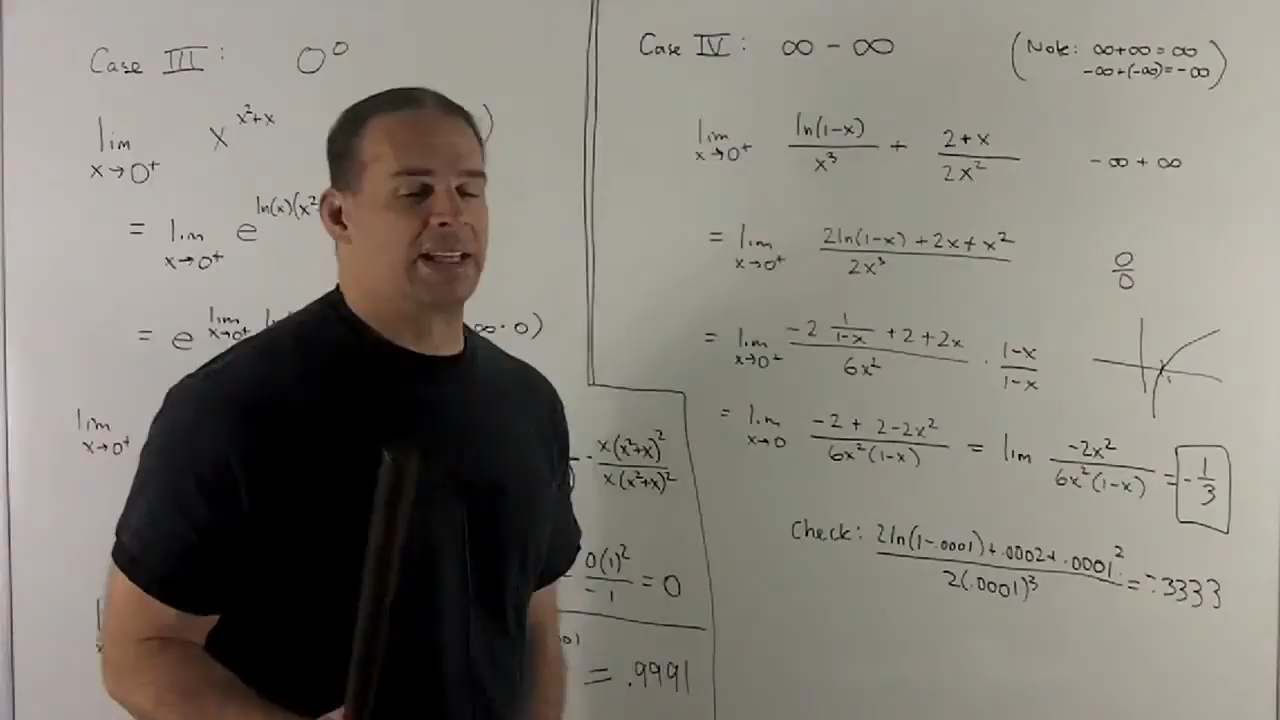 Case III: 0⁰
lim x→0⁺ x^(x²+x) )
= lim x→0⁺ e^(ln(x)(x²
= e^(lim x→0⁺ l ∞·0)
lim x→0⁺ - x(x²+x)² / x(x²+x)²
= 0(1)² / -1 = 0
001
= .9991
Case IV: ∞ - ∞ (Note: ∞+∞=∞
-∞+(-∞)=-∞)
lim x→0⁺ ln(1-x)/x³ + (2+x)/2x² -∞+∞
= lim x→0⁺ (2ln(1-x)+2x+x²)/2x³ 0/0
= lim x→0⁺ (-2 1/(1-x) +2+2x)/6x² · (1-x)/(1-x)
= lim x→0 (-2+2-2x²)/6x²(1-x) = lim -2x²/6x²(1-x) = -1/3
Check: (2ln(1-.0001)+.0002+.0001²)/2(.0001)³ = -.3333